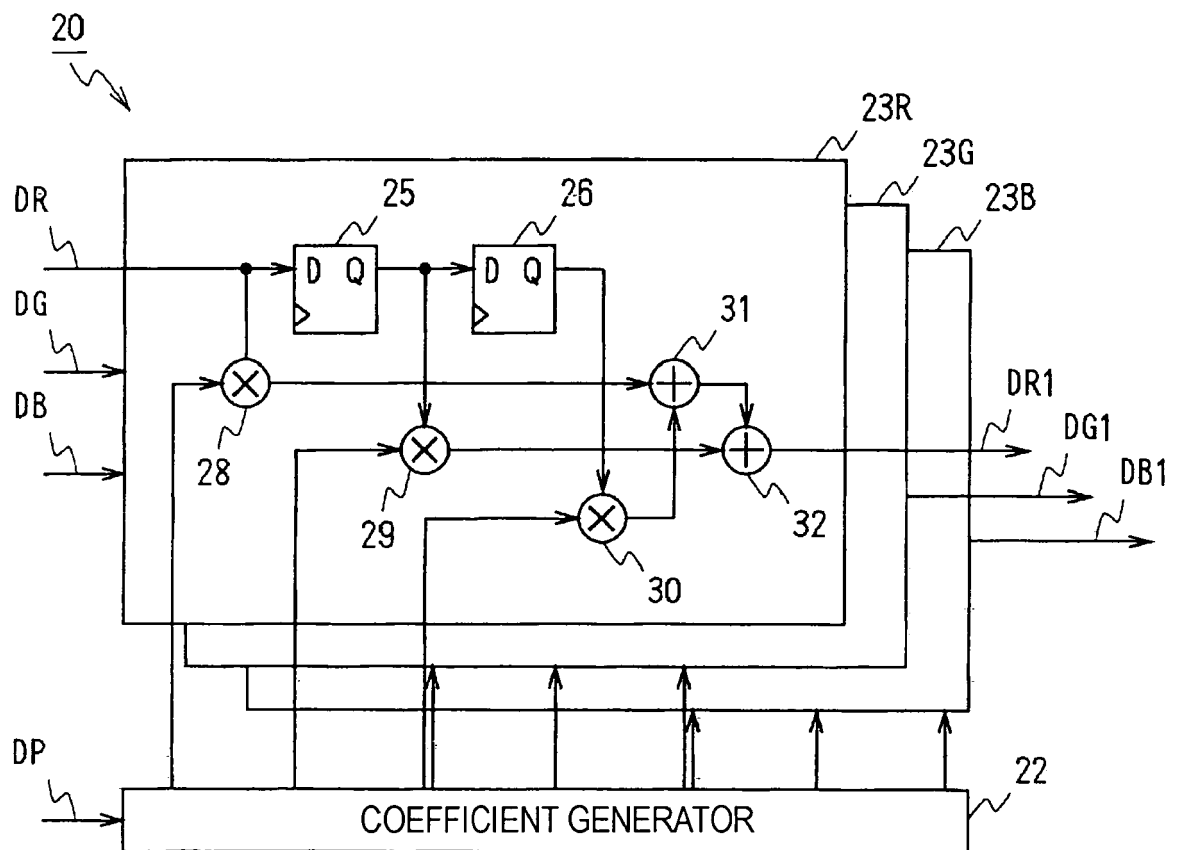 20
23R
23G
23B
DR
25
26
D Q
D Q
DG
31
DB
DR1
28
DG1
29
32
DB1
30
DP
22
COEFFICIENT GENERATOR